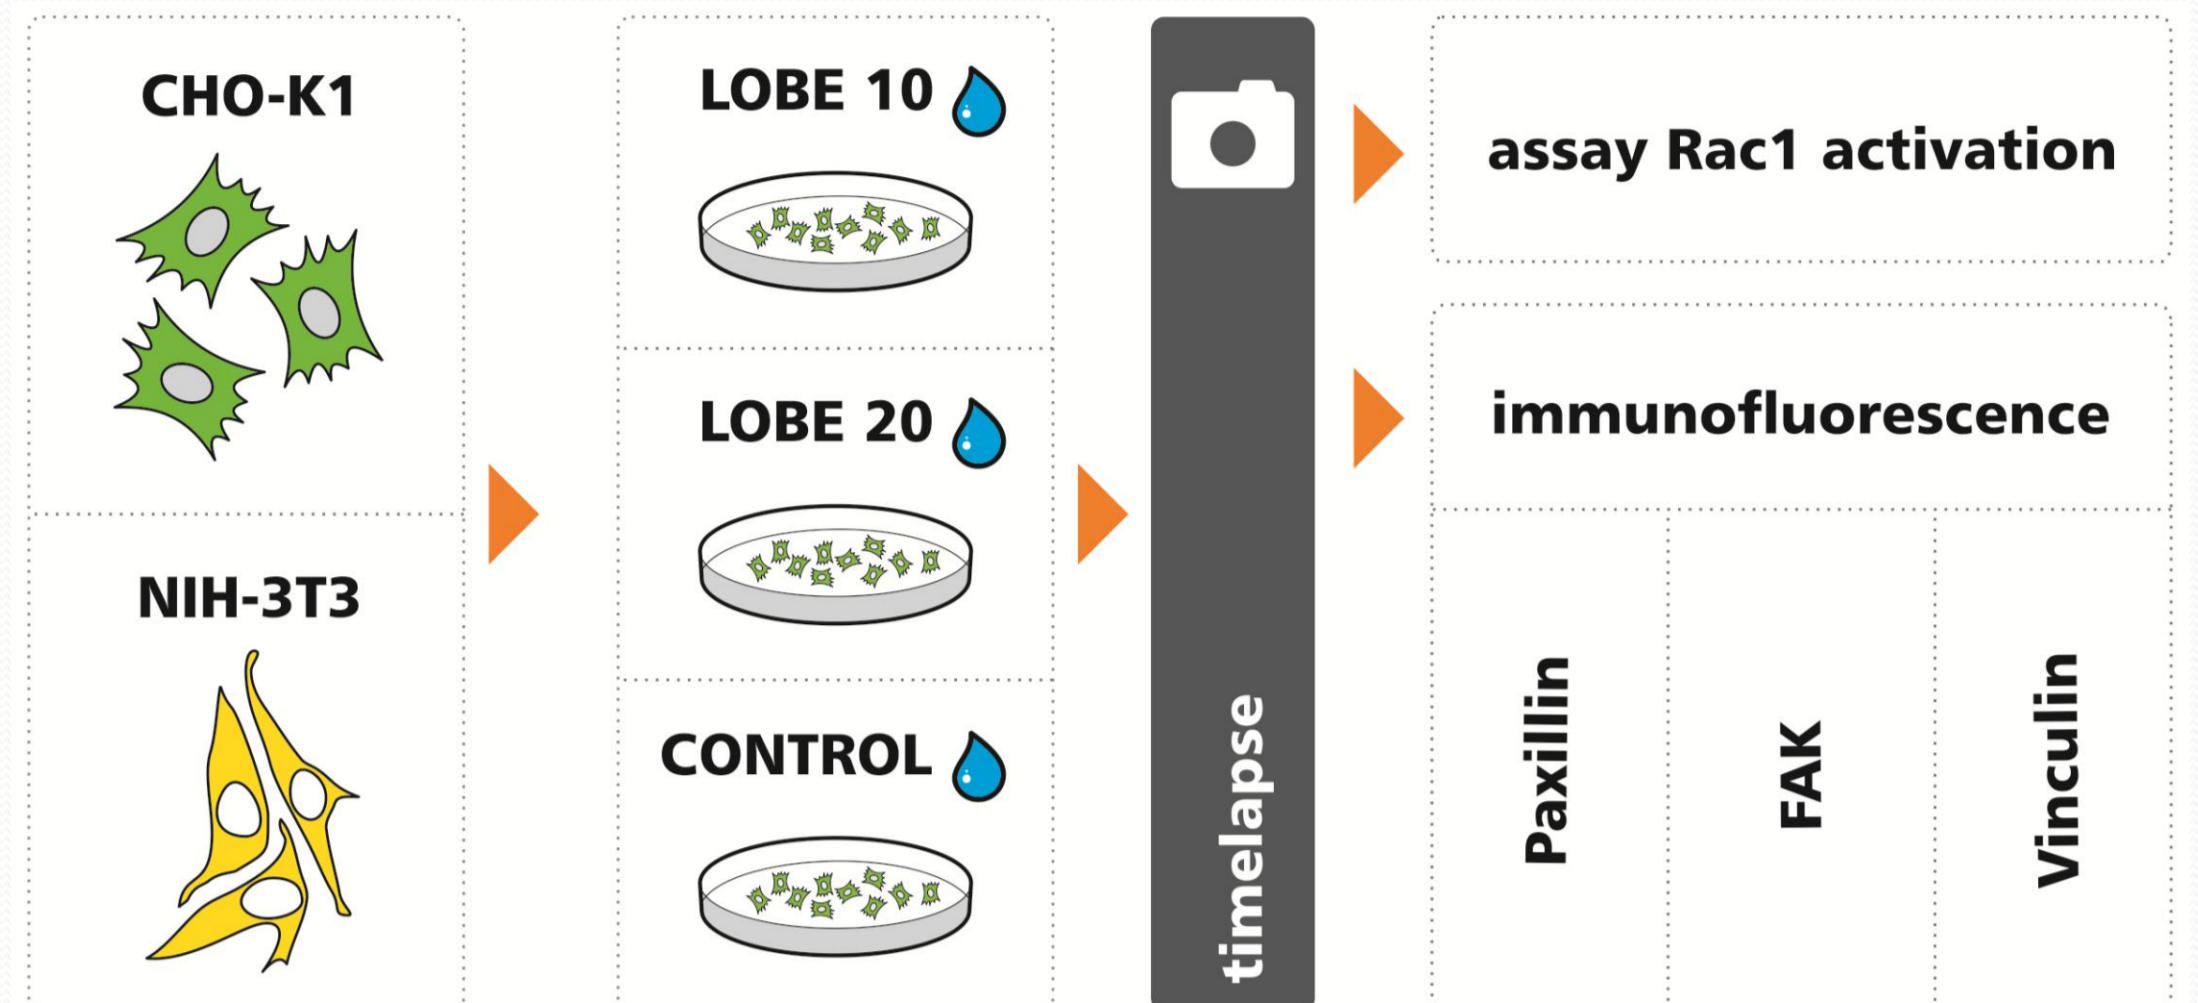 CHO-K1
NIH-3T3
LOBE 10
LOBE 20
CONTROL
timelapse
assay Rac1 activation
immunofluorescence
Paxillin
FAK
Vinculin